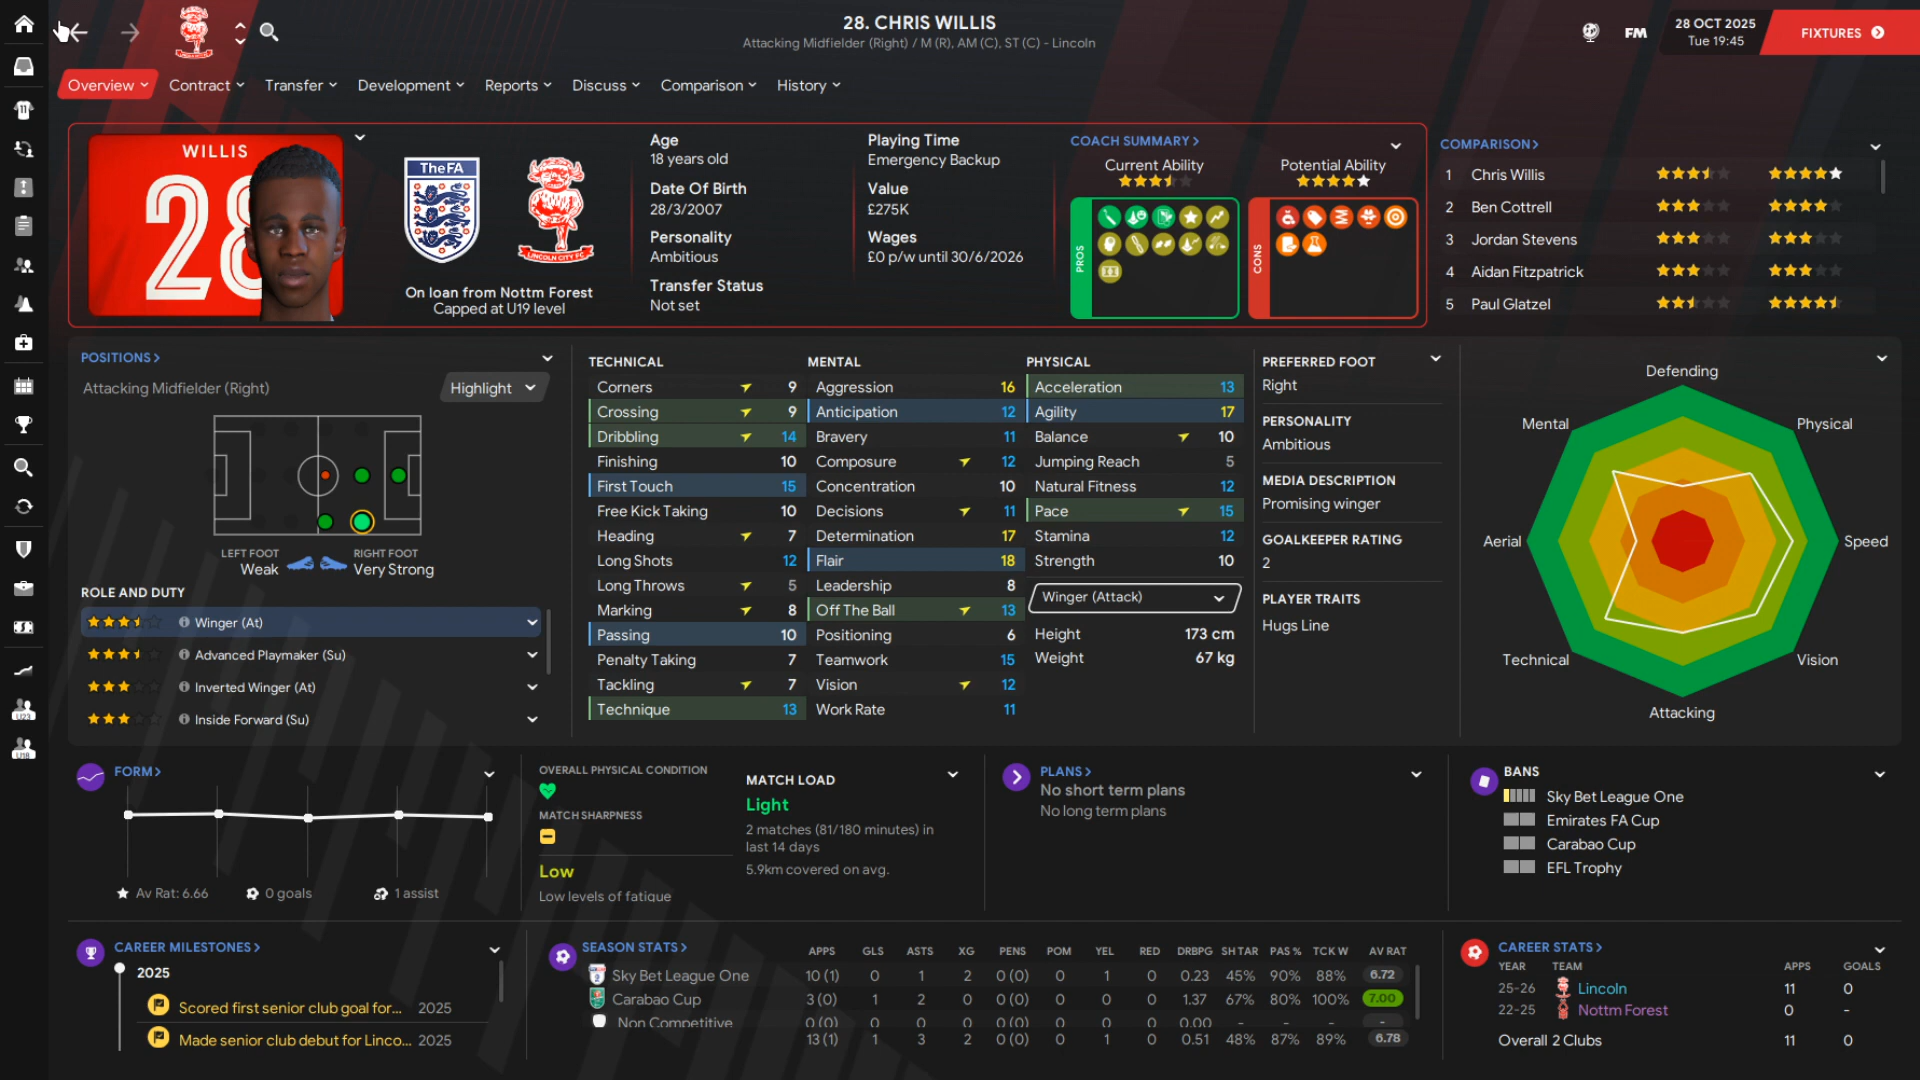 28. CHRIS WILLIS
Attacking Midfielder (Right) / M (R), AM (C), ST (C) - Lincoln
FM
28 OCT 2025
Tue 19:45
FIXTURES
Overview
Contract
Transfer
Development
Reports
Discuss
Comparison
History
WILLIS
28
TheFA
LINCOLN CITY FC
On loan from Nottm Forest
Capped at U19 level
Age
18 years old
Date Of Birth
28/3/2007
Personality
Ambitious
Transfer Status
Not set
Playing Time
Emergency Backup
Value
£275K
Wages
£0 p/w until 30/6/2026
COACH SUMMARY >
Current Ability
Potential Ability
PROS
CONS
COMPARISON >
1 Chris Willis
2 Ben Cottrell
3 Jordan Stevens
4 Aidan Fitzpatrick
5 Paul Glatzel
POSITIONS >
Attacking Midfielder (Right)
Highlight
LEFT FOOT
Weak
RIGHT FOOT
Very Strong
ROLE AND DUTY
Winger (At)
Advanced Playmaker (Su)
Inverted Winger (At)
Inside Forward (Su)
TECHNICAL
Corners 9
Crossing 9
Dribbling 14
Finishing 10
First Touch 15
Free Kick Taking 10
Heading 7
Long Shots 12
Long Throws 5
Marking 8
Passing 10
Penalty Taking 7
Tackling 7
Technique 13
MENTAL
Aggression 16
Anticipation 12
Bravery 11
Composure 12
Concentration 10
Decisions 11
Determination 17
Flair 18
Leadership 8
Off The Ball 13
Positioning 6
Teamwork 15
Vision 12
Work Rate 11
PHYSICAL
Acceleration 13
Agility 17
Balance 10
Jumping Reach 5
Natural Fitness 12
Pace 15
Stamina 12
Strength 10
Winger (Attack)
Height 173 cm
Weight 67 kg
PREFERRED FOOT
Right
PERSONALITY
Ambitious
MEDIA DESCRIPTION
Promising winger
GOALKEEPER RATING
2
PLAYER TRAITS
Hugs Line
Defending
Physical
Speed
Vision
Attacking
Technical
Aerial
Mental
U23
U18
FORM >
Av Rat: 6.66
0 goals
1 assist
OVERALL PHYSICAL CONDITION
MATCH SHARPNESS
Low
Low levels of fatigue
MATCH LOAD
Light
2 matches (81/180 minutes) in
last 14 days
5.9km covered on avg.
PLANS >
No short term plans
No long term plans
BANS
Sky Bet League One
Emirates FA Cup
Carabao Cup
EFL Trophy
CAREER MILESTONES >
2025
Scored first senior club goal for... 2025
Made senior club debut for Linco... 2025
SEASON STATS >
APPS GLS ASTS XG PENS POM YEL RED DRBPG SH TAR PAS % TCK W AV RAT
Sky Bet League One 10 (1) 0 1 2 0 (0) 0 1 0 0.23 45% 90% 88% 6.72
Carabao Cup 3 (0) 1 2 0 0 (0) 0 0 0 1.37 67% 80% 100% 7.00
Non Competitive 0 (0) 0 0 0 0 (0) 0 0 0 0.00 - - - -
13 (1) 1 3 2 0 (0) 0 1 0 0.51 48% 87% 89% 6.78
CAREER STATS >
YEAR TEAM APPS GOALS
25-26 Lincoln 11 0
22-25 Nottm Forest 0 -
Overall 2 Clubs 11 0